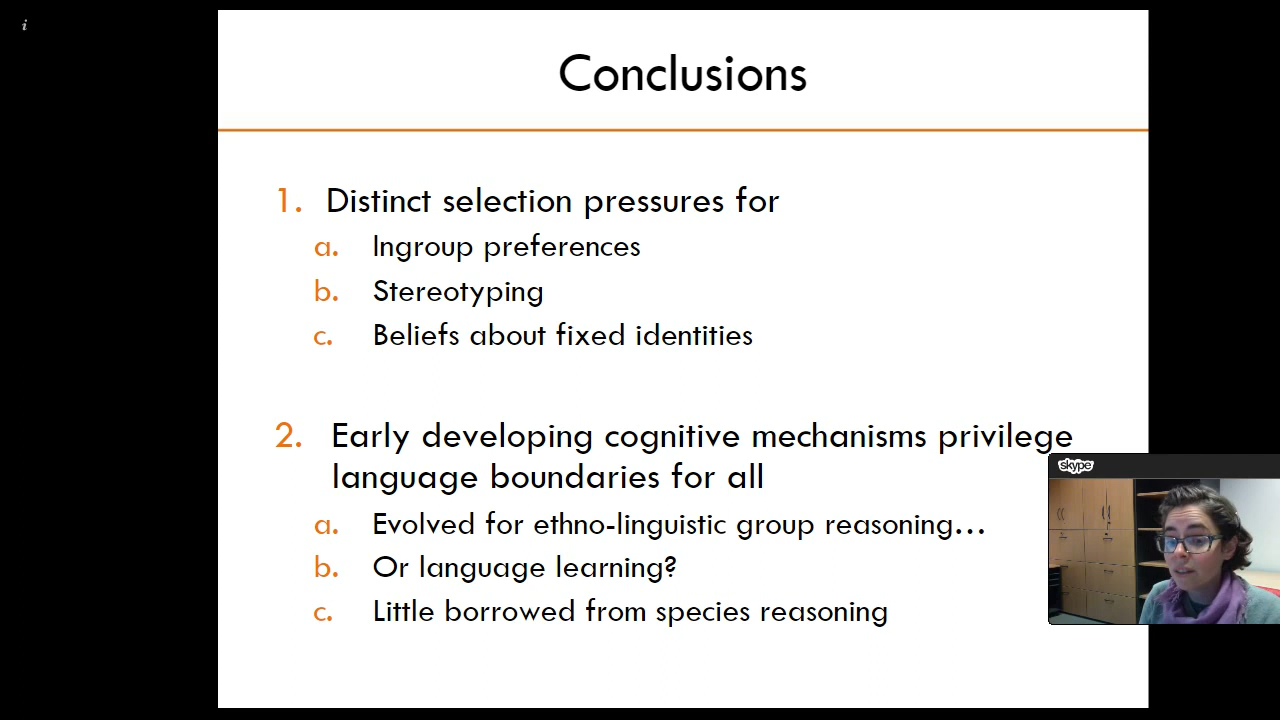 i
Conclusions
1. Distinct selection pressures for
a. Ingroup preferences
b. Stereotyping
c. Beliefs about fixed identities
2. Early developing cognitive mechanisms privilege
language boundaries for all
a. Evolved for ethno-linguistic group reasoning...
b. Or language learning?
c. Little borrowed from species reasoning
skype